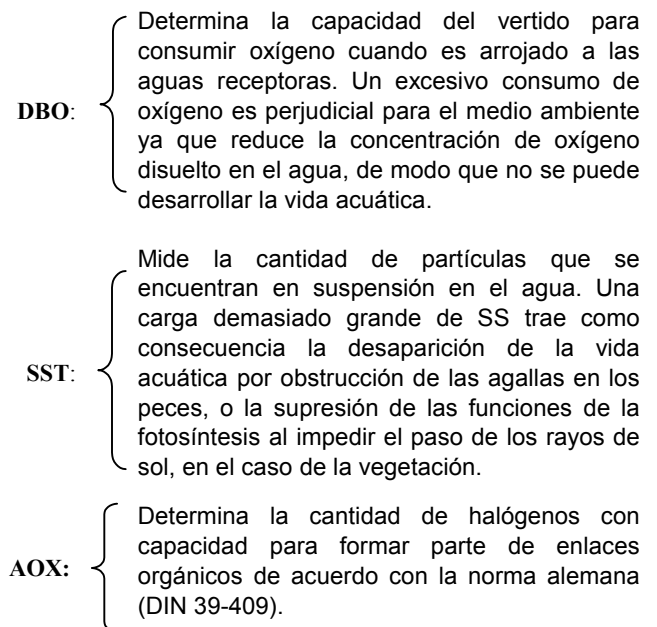 Determina la capacidad del vertido para
consumir oxígeno cuando es arrojado a las
aguas receptoras. Un excesivo consumo de
DBO: oxígeno es perjudicial para el medio ambiente
ya que reduce la concentración de oxígeno
disuelto en el agua, de modo que no se puede
desarrollar la vida acuática.
Mide la cantidad de partículas que se
encuentran en suspensión en el agua. Una
carga demasiado grande de SS trae como
consecuencia la desaparición de la vida
SST: acuática por obstrucción de las agallas en los
peces, o la supresión de las funciones de la
fotosíntesis al impedir el paso de los rayos de
sol, en el caso de la vegetación.
Determina la cantidad de halógenos con
capacidad para formar parte de enlaces
AOX: orgánicos de acuerdo con la norma alemana
(DIN 39-409).